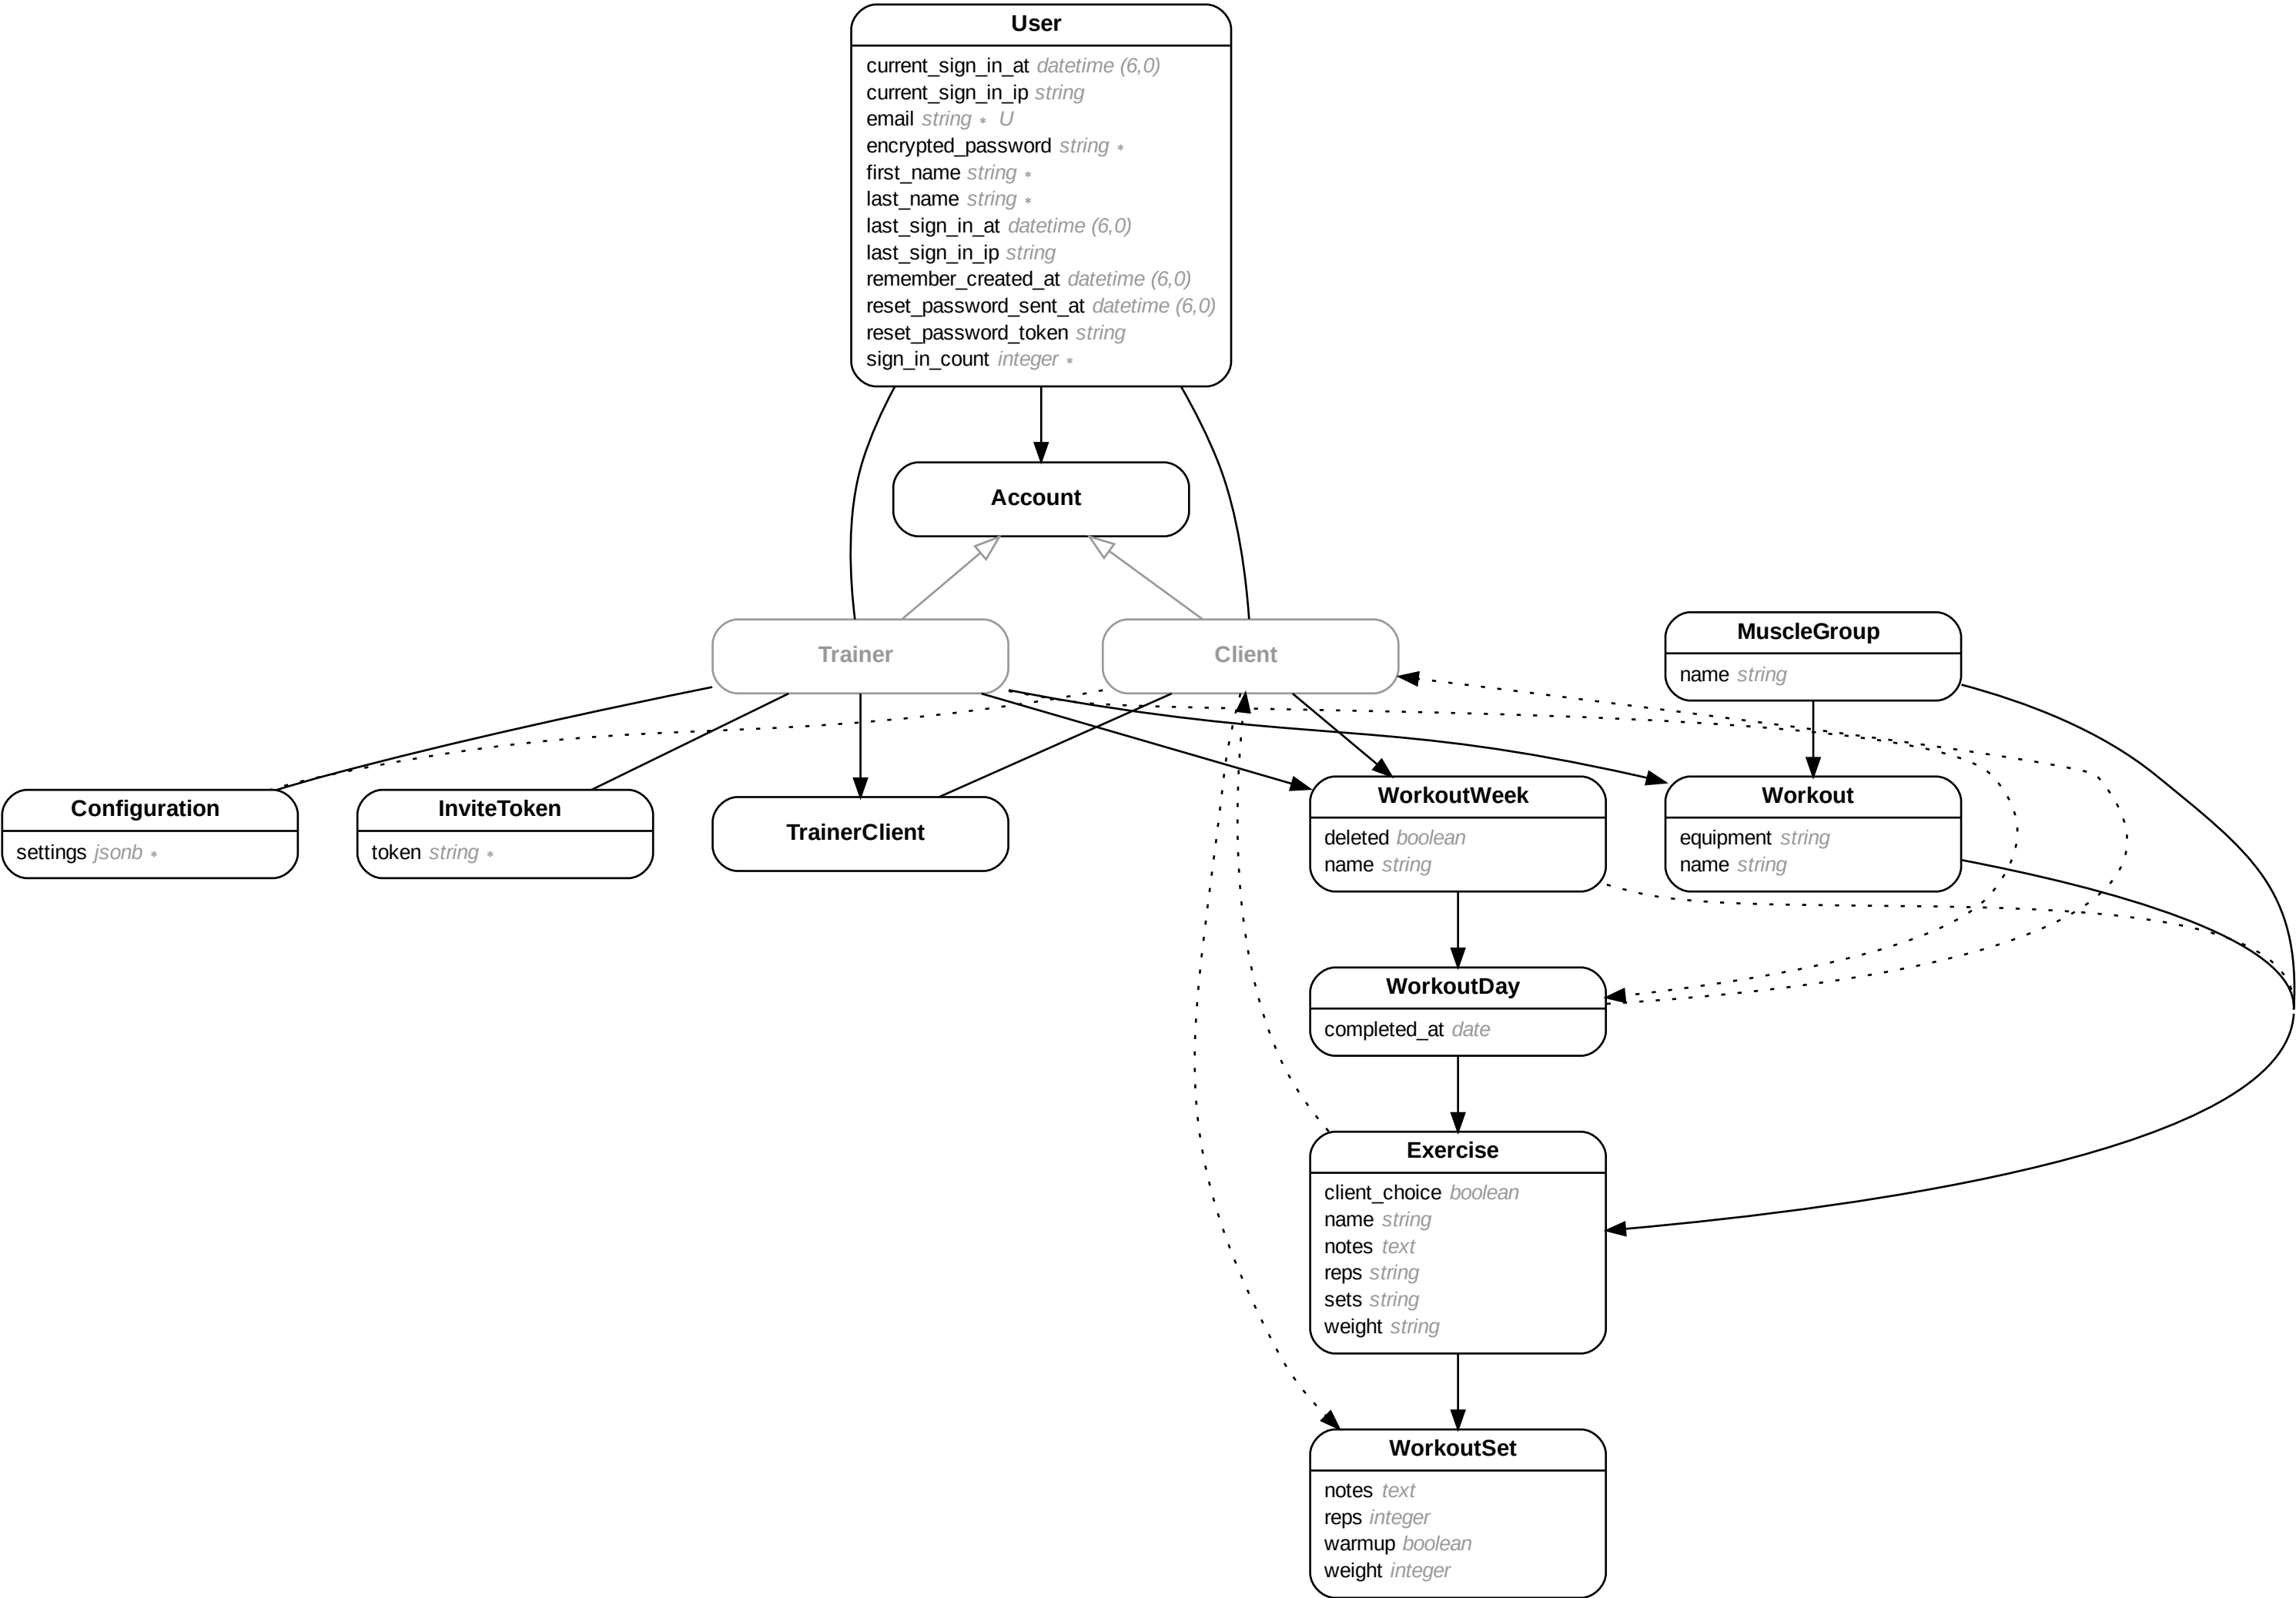 User
current_sign_in_at datetime (6,0)
current_sign_in_ip string
email string * U
encrypted_password string *
first_name string *
last_name string *
last_sign_in_at datetime (6,0)
last_sign_in_ip string
remember_created_at datetime (6,0)
reset_password_sent_at datetime (6,0)
reset_password_token string
sign_in_count integer *
Account
Trainer
Client
MuscleGroup
name string
Configuration
settings jsonb *
InviteToken
token string *
TrainerClient
WorkoutWeek
deleted boolean
name string
Workout
equipment string
name string
WorkoutDay
completed_at date
Exercise
client_choice boolean
name string
notes text
reps string
sets string
weight string
WorkoutSet
notes text
reps integer
warmup boolean
weight integer